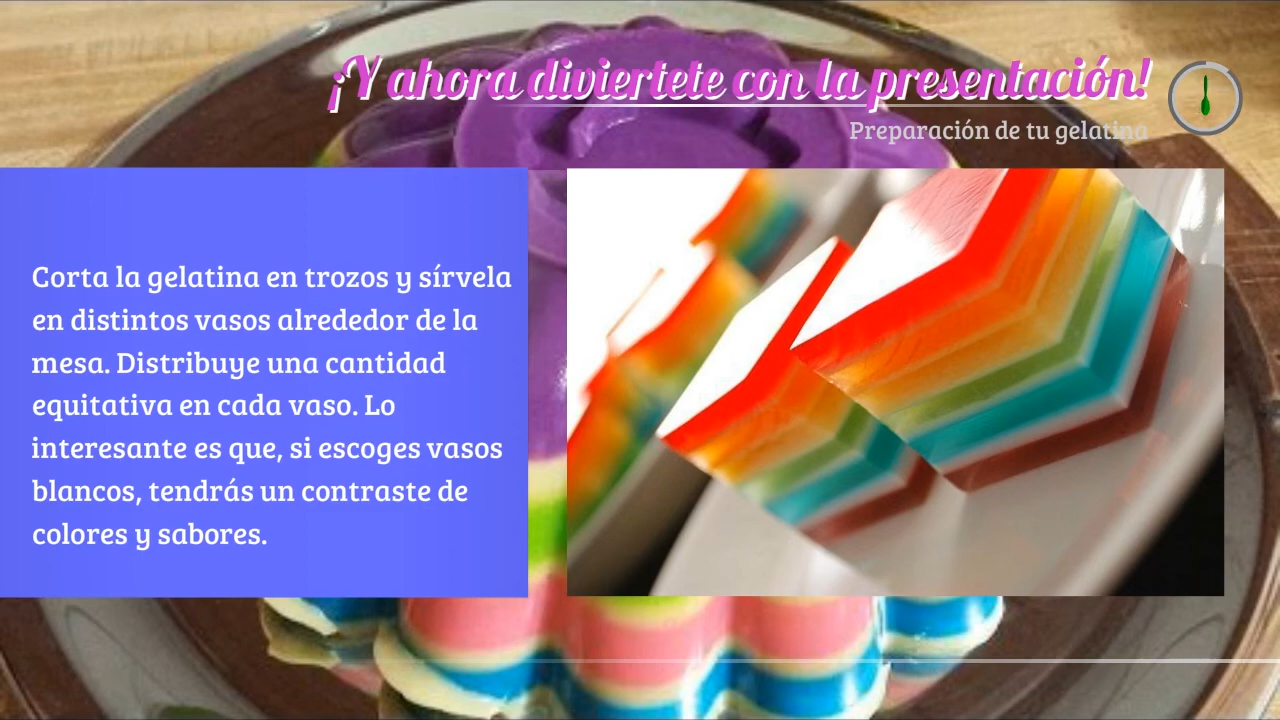 ¡Y ahora diviertete con la presentación!
Preparación de tu gelatina
Corta la gelatina en trozos y sírvela
en distintos vasos alrededor de la
mesa. Distribuye una cantidad
equitativa en cada vaso. Lo
interesante es que, si escoges vasos
blancos, tendrás un contraste de
colores y sabores.